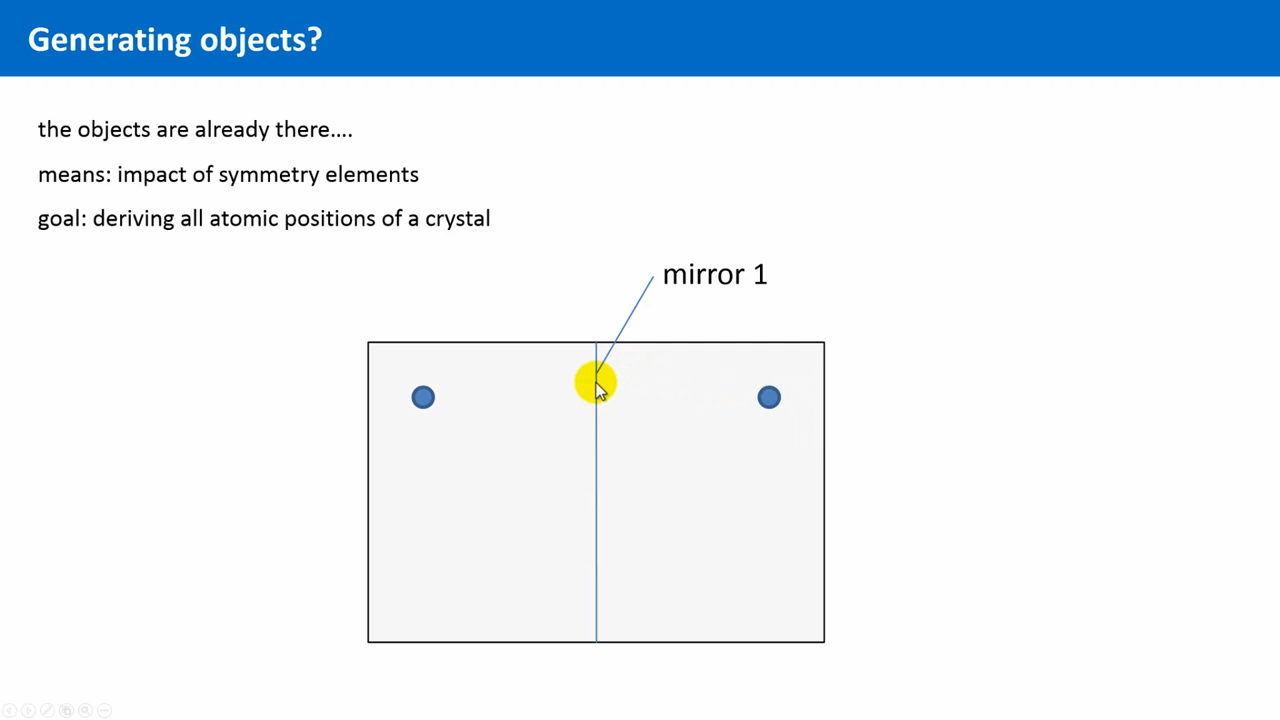 Generating objects?
the objects are already there....
means: impact of symmetry elements
goal: deriving all atomic positions of a crystal
mirror 1